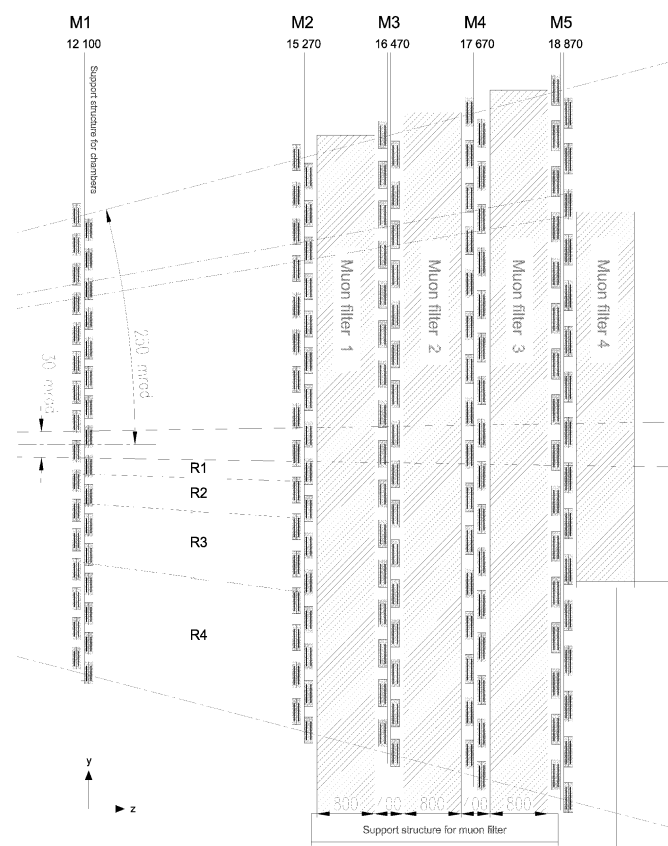 M1
M2
M3
M4
M5
12 100
15 270
16 470
17 670
18 870
Support structure for chambers
Muon filter 1
Muon filter 2
Muon filter 3
Muon filter 4
250 mrad
30 mrad
R1
R2
R3
R4
y
z
800
800
800
Support structure for muon filter